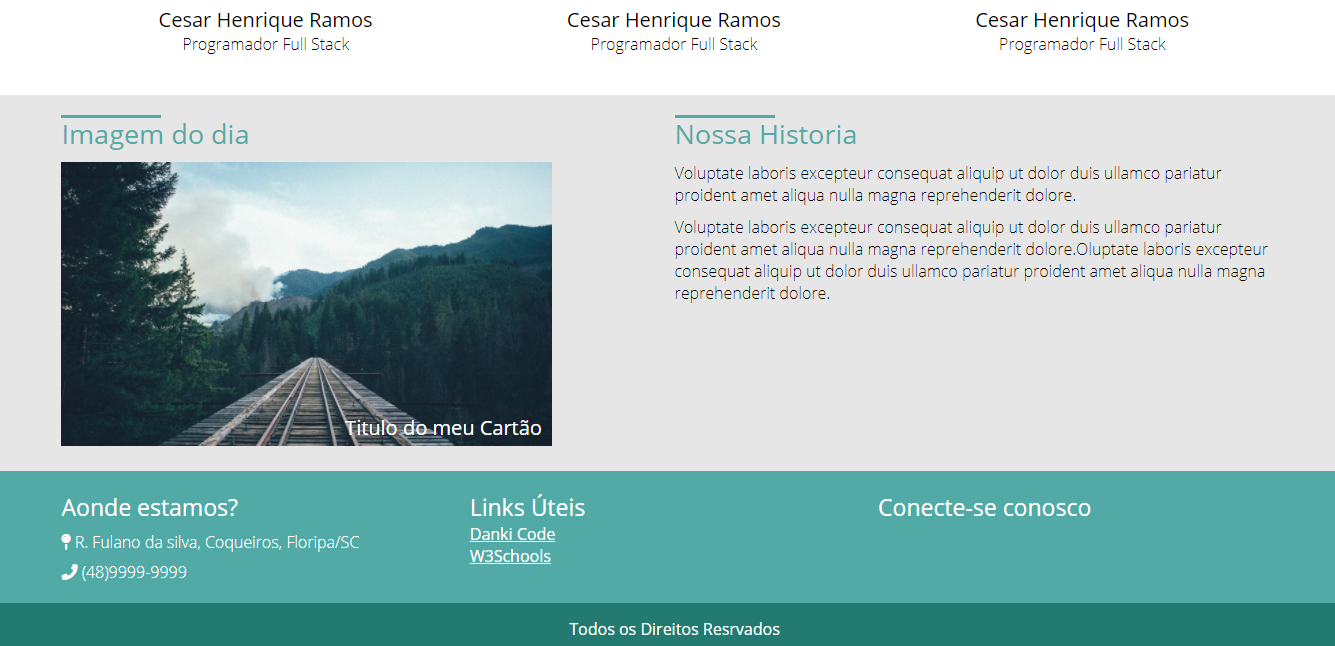 Cesar Henrique Ramos
Programador Full Stack
Cesar Henrique Ramos
Programador Full Stack
Cesar Henrique Ramos
Programador Full Stack
Imagem do dia
Titulo do meu Cartão
Nossa Historia
Voluptate laboris excepteur consequat aliquip ut dolor duis ullamco pariatur
proident amet aliqua nulla magna reprehenderit dolore.
Voluptate laboris excepteur consequat aliquip ut dolor duis ullamco pariatur
proident amet aliqua nulla magna reprehenderit dolore.Oluptate laboris excepteur
consequat aliquip ut dolor duis ullamco pariatur proident amet aliqua nulla magna
reprehenderit dolore.
Aonde estamos?
R. Fulano da silva, Coqueiros, Floripa/SC
(48)9999-9999
Links Úteis
Danki Code
W3Schools
Conecte-se conosco
Todos os Direitos Resrvados